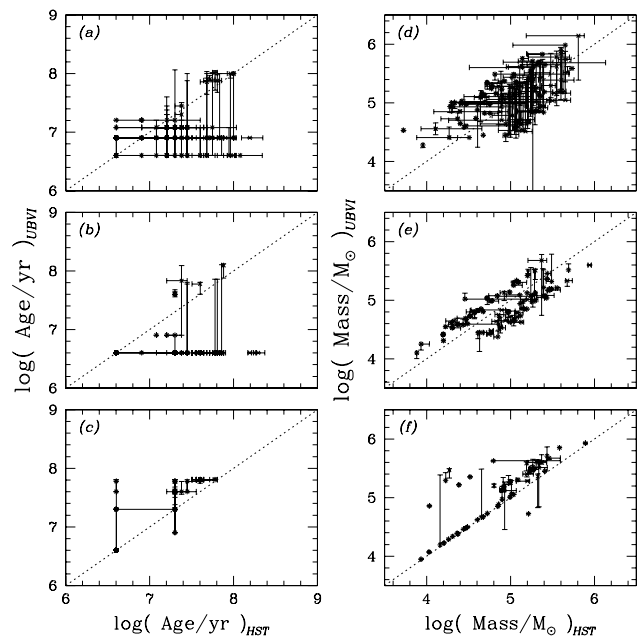 (a)
9
8
7
6
(b)
9
8
7
6
(c)
9
8
7
6
6 7 8 9
log( Age/yr )UBVI
log( Age/yr )HST
(d)
6
5
4
(e)
6
5
4
(f)
6
5
4
4 5 6
log( Mass/M⊙ )UBVI
log( Mass/M⊙ )HST